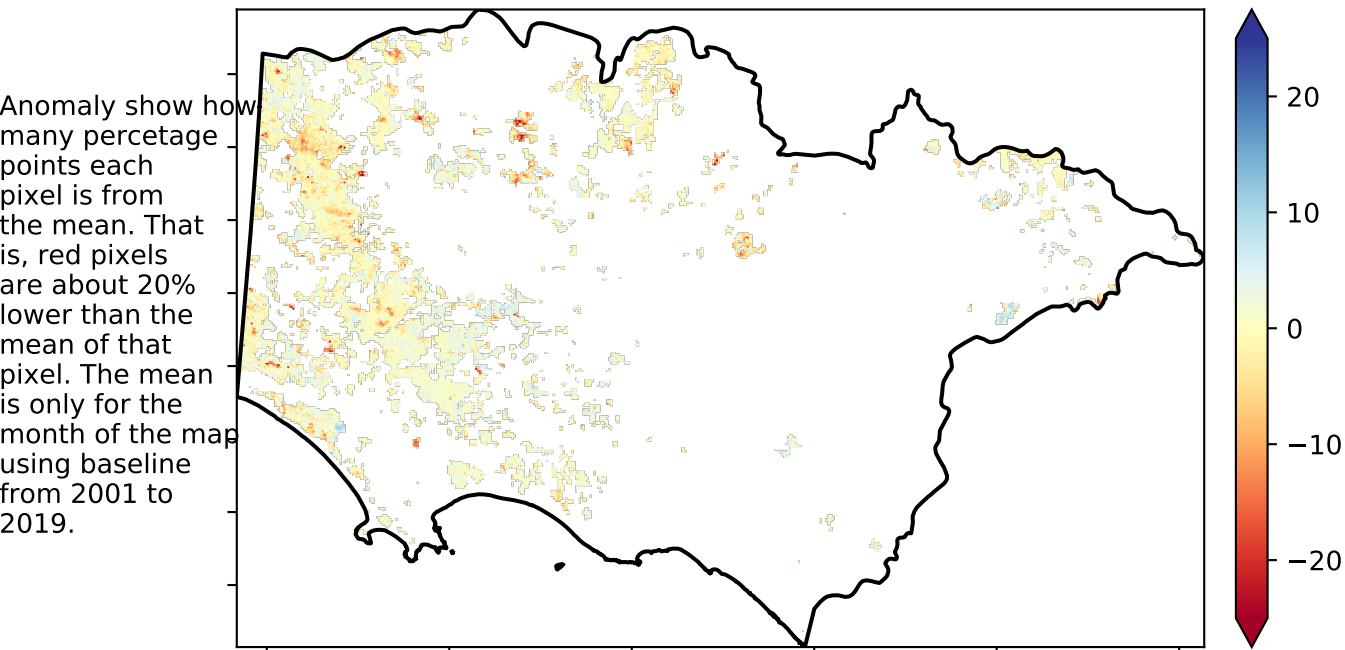 Anomaly show how
many percetage
points each
pixel is from
the mean. That
is, red pixels
are about 20%
lower than the
mean of that
pixel. The mean
is only for the
month of the map
using baseline
from 2001 to
2019.
20
10
0
−10
−20